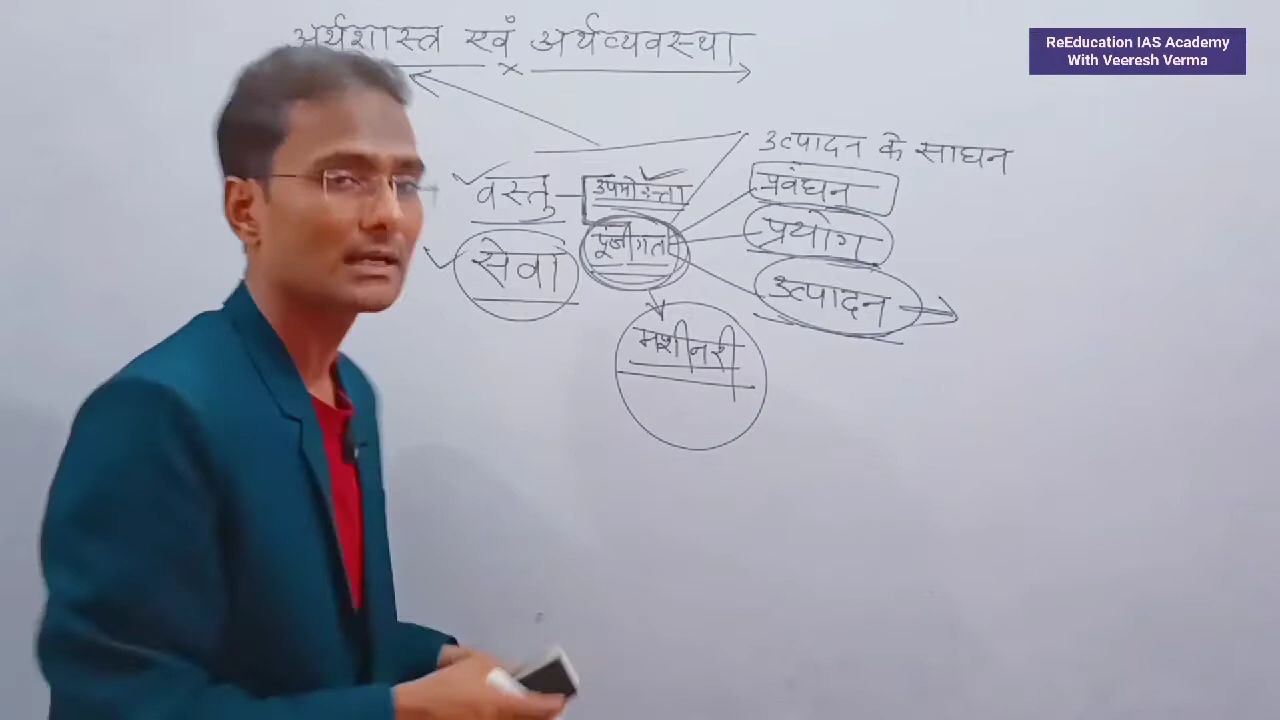 अर्थशास्त्र एवं अर्थव्यवस्था
ReEducation IAS Academy
With Veeresh Verma
उत्पादन के साधन
वस्तु उपभोक्ता प्रबंधन
सेवा पूंजीगत प्रयोग
उत्पादन
मशीनरी